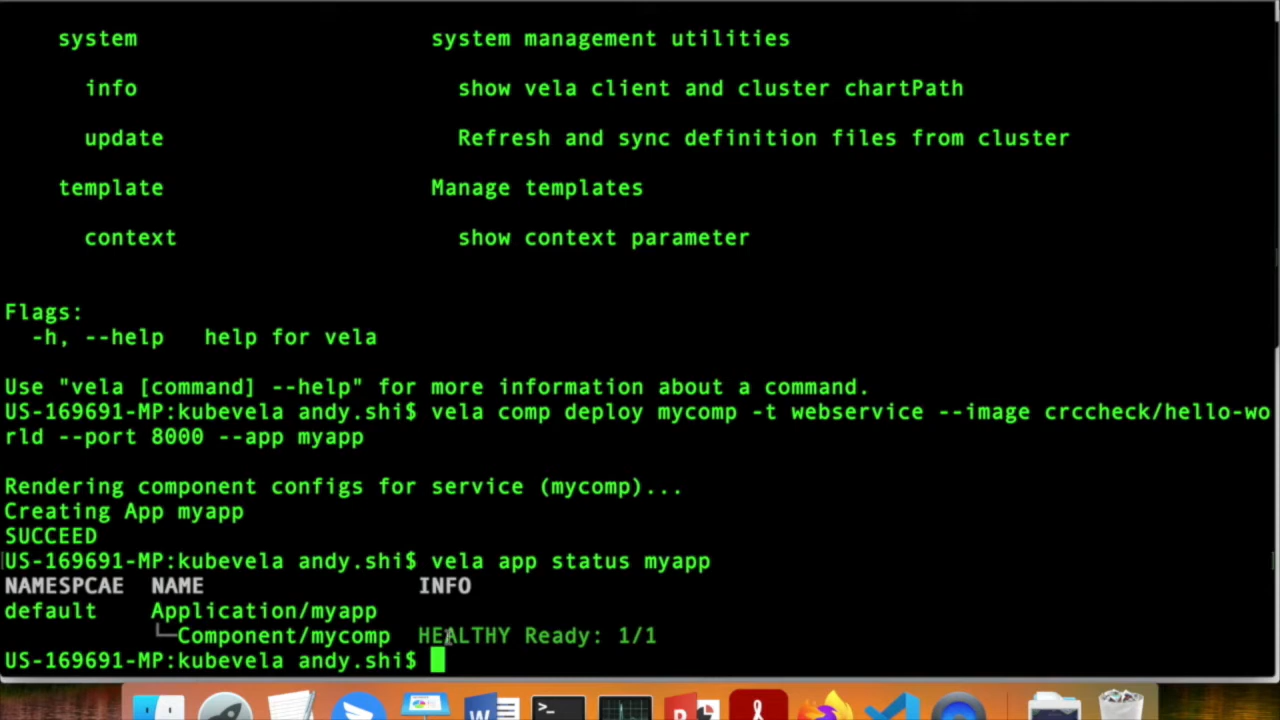 system system management utilities
info show vela client and cluster chartPath
update Refresh and sync definition files from cluster
template Manage templates
context show context parameter
Flags:
-h, --help help for vela
Use "vela [command] --help" for more information about a command.
US-169691-MP:kubevela andy.shi$ vela comp deploy mycomp -t webservice --image crccheck/hello-wo
rld --port 8000 --app myapp
Rendering component configs for service (mycomp)...
Creating App myapp
SUCCEED
US-169691-MP:kubevela andy.shi$ vela app status myapp
NAMESPCAE NAME INFO
default Application/myapp
└─Component/mycomp HEALTHY Ready: 1/1
US-169691-MP:kubevela andy.shi$